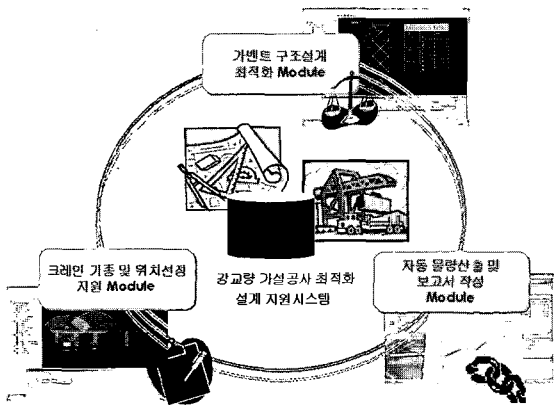 가벤트 구조설계
최적화 Module
크레인 기종 및 위치선정
지원 Module
강교량 가설공사 최적화
설계 지원시스템
자동 물량산출 및
보고서 작성
Module